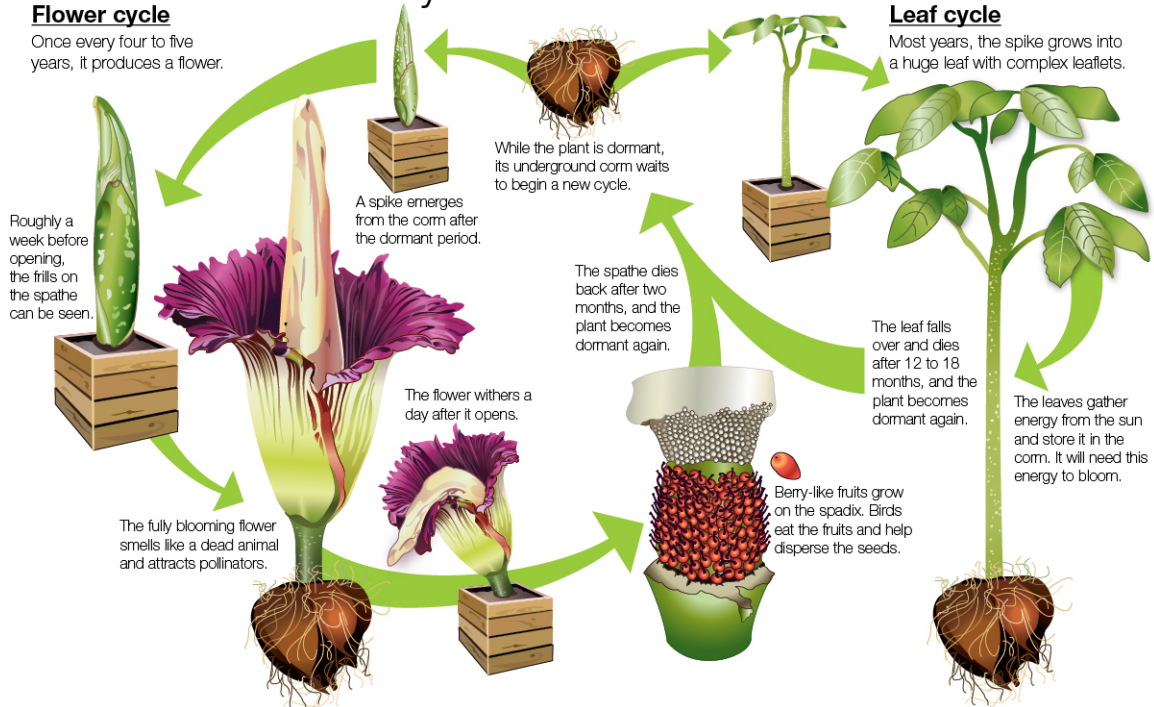 Flower cycle
Once every four to five
years, it produces a flower.
Leaf cycle
Most years, the spike grows into
a huge leaf with complex leaflets.
While the plant is dormant,
its underground corm waits
to begin a new cycle.
A spike emerges
from the corm after
the dormant period.
Roughly a
week before
opening,
the frills on
the spathe
can be seen.
The spathe dies
back after two
months, and the
plant becomes
dormant again.
The leaf falls
over and dies
after 12 to 18
months, and the
plant becomes
dormant again.
The flower withers a
day after it opens.
The leaves gather
energy from the sun
and store it in the
corm. It will need this
energy to bloom.
Berry-like fruits grow
on the spadix. Birds
eat the fruits and help
disperse the seeds.
The fully blooming flower
smells like a dead animal
and attracts pollinators.